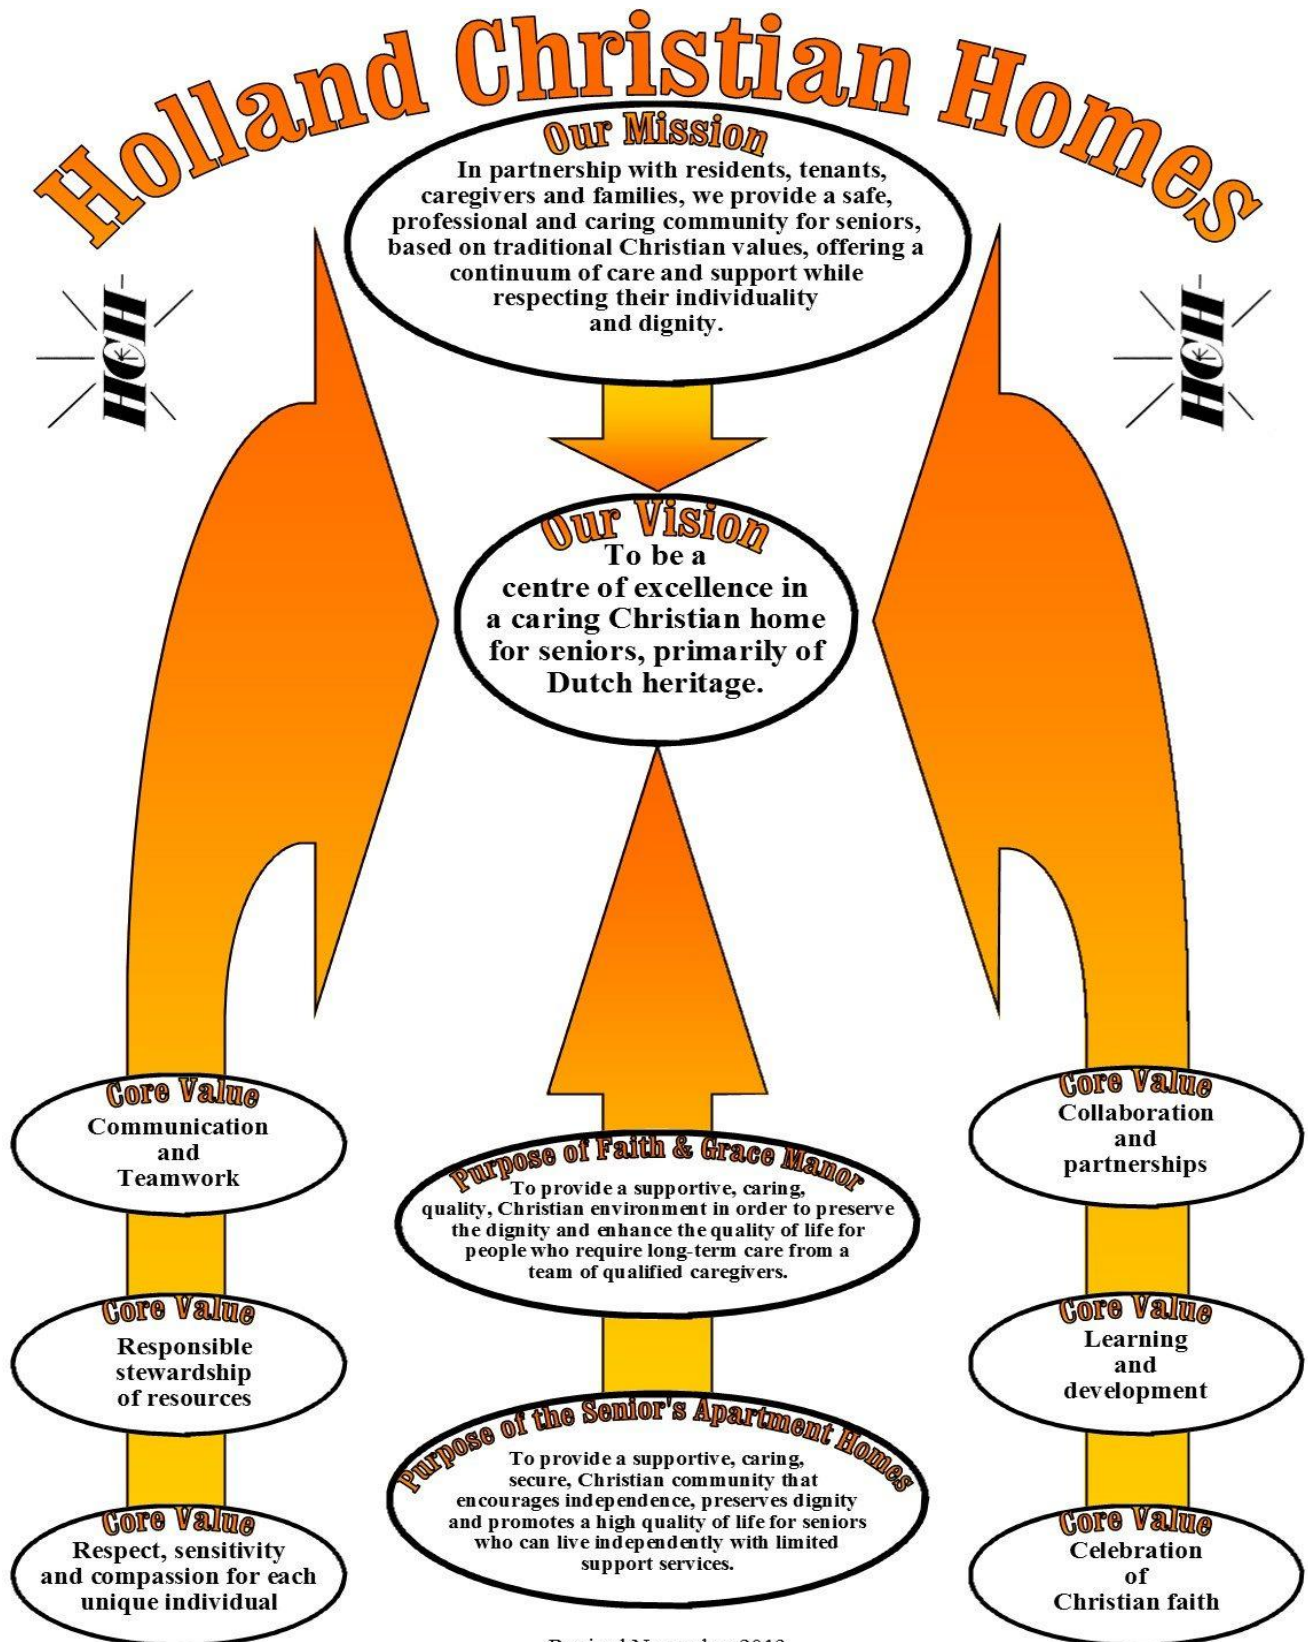 Holland Christian Homes
Our Mission
In partnership with residents, tenants,
caregivers and families, we provide a safe,
professional and caring community for seniors,
based on traditional Christian values, offering a
continuum of care and support while
respecting their individuality
and dignity.
HCH
HCH
Our Vision
To be a
centre of excellence in
a caring Christian home
for seniors, primarily of
Dutch heritage.
Core Value
Communication
and
Teamwork
Core Value
Responsible
stewardship
of resources
Core Value
Respect, sensitivity
and compassion for each
unique individual
Purpose of Faith & Grace Manor
To provide a supportive, caring,
quality, Christian environment in order to preserve
the dignity and enhance the quality of life for
people who require long-term care from a
team of qualified caregivers.
Purpose of the Senior's Apartment Homes
To provide a supportive, caring,
secure, Christian community that
encourages independence, preserves dignity
and promotes a high quality of life for seniors
who can live independently with limited
support services.
Core Value
Collaboration
and
partnerships
Core Value
Learning
and
development
Core Value
Celebration
of
Christian faith
Revised November